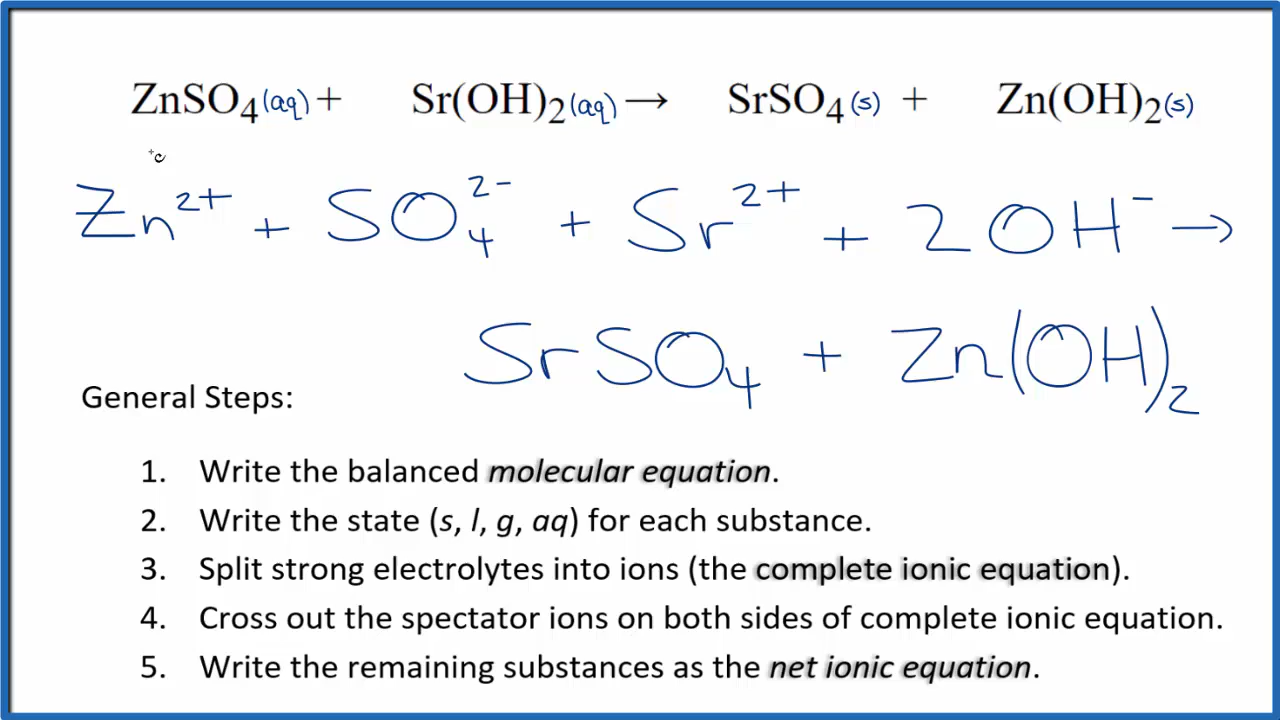 ZnSO₄(aq) + Sr(OH)₂(aq) → SrSO₄(s) + Zn(OH)₂(s)
Zn²⁺ + SO₄²⁻ + Sr²⁺ + 2 OH⁻ →
SrSO₄ + Zn(OH)₂
General Steps:
1. Write the balanced molecular equation.
2. Write the state (s, l, g, aq) for each substance.
3. Split strong electrolytes into ions (the complete ionic equation).
4. Cross out the spectator ions on both sides of complete ionic equation.
5. Write the remaining substances as the net ionic equation.